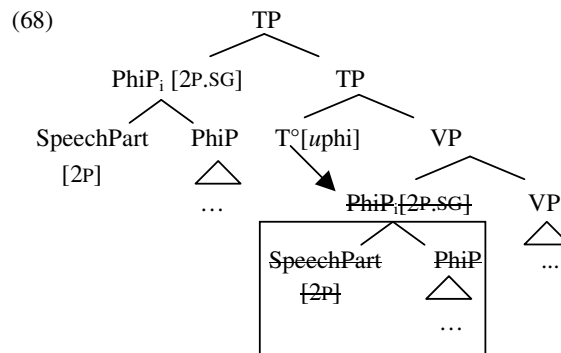 (68) TP
PhiPi [2P.SG] TP
SpeechPart PhiP T°[uphi] VP
[2P]
… PhiPi[2P.SG] VP
SpeechPart PhiP ...
[2P]
…